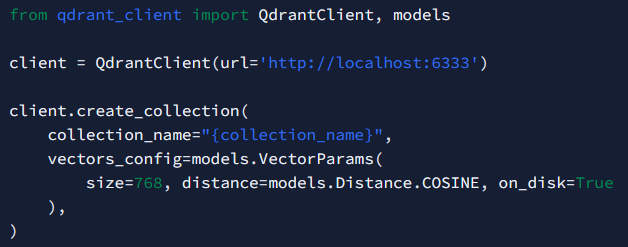 from qdrant_client import QdrantClient, models
client = QdrantClient(url='http://localhost:6333')
client.create_collection(
    collection_name="{collection_name}",
    vectors_config=models.VectorParams(
        size=768, distance=models.Distance.COSINE, on_disk=True
    ),
)